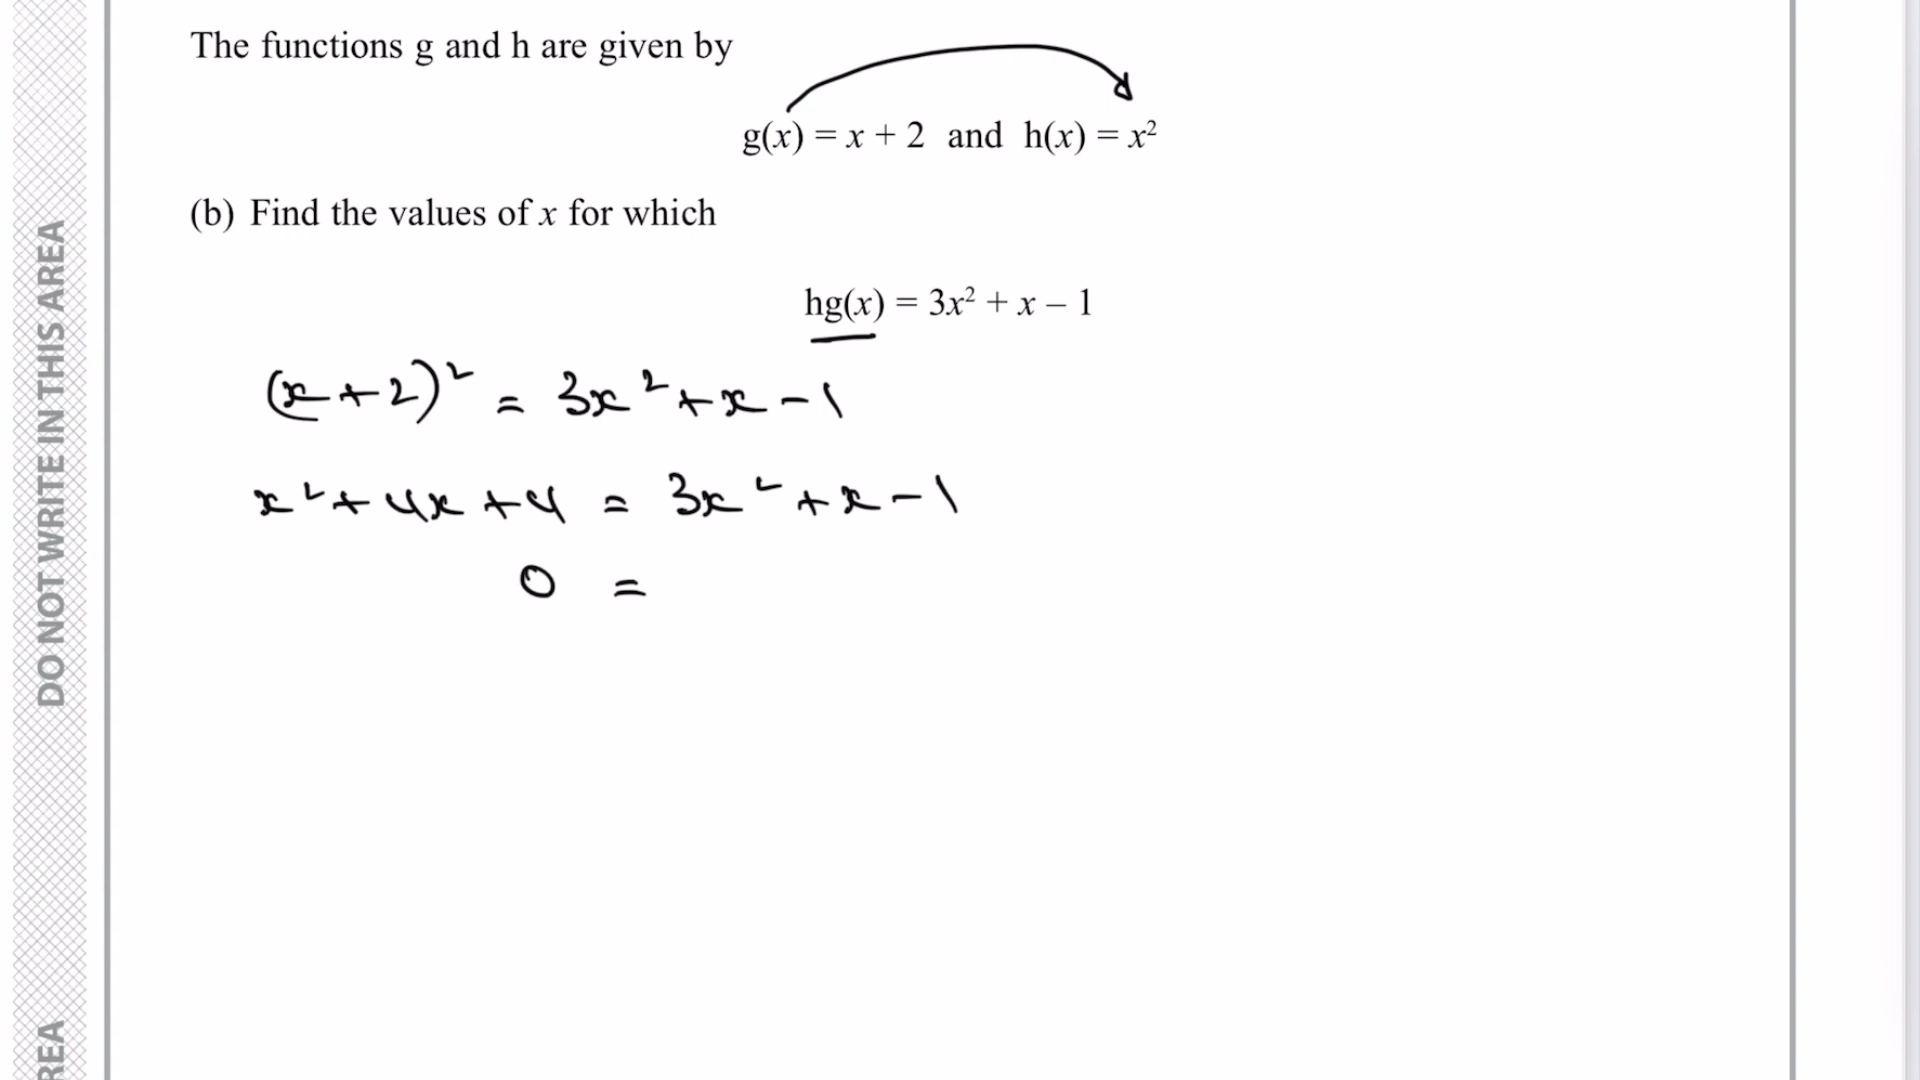 The functions g and h are given by
g(x) = x + 2 and h(x) = x²
(b) Find the values of x for which
hg(x) = 3x² + x – 1
(x+2)² = 3x²+x-1
x²+4x+4 = 3x²+x-1
0 =
DO NOT WRITE IN THIS AREA
REA